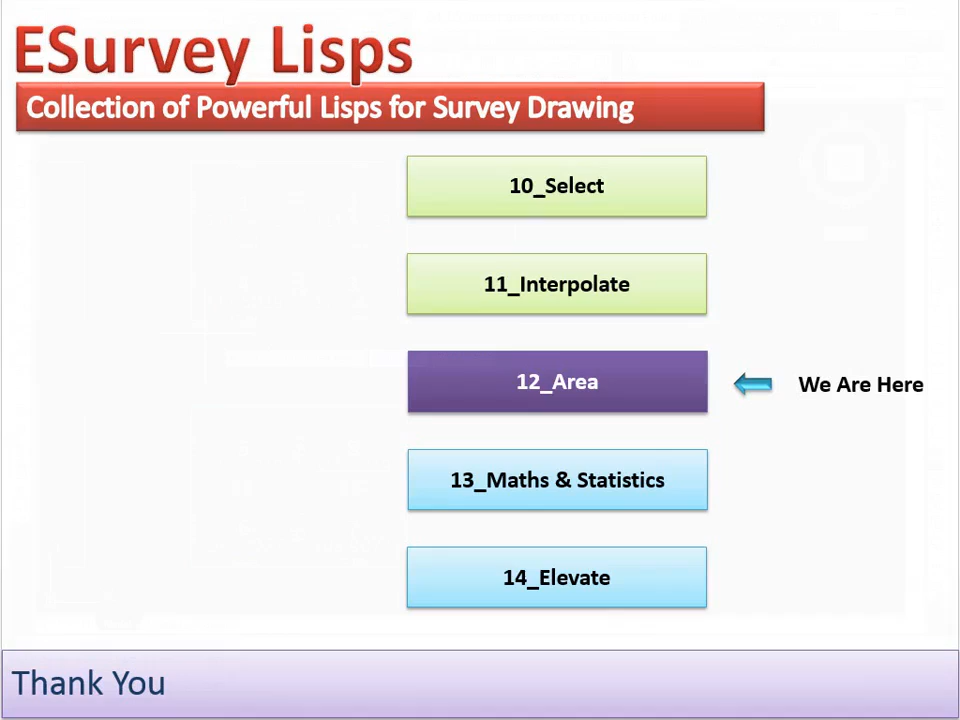 ESurvey Lisps
Collection of Powerful Lisps for Survey Drawing
10_Select
11_Interpolate
12_Area
We Are Here
13_Maths & Statistics
14_Elevate
Thank You